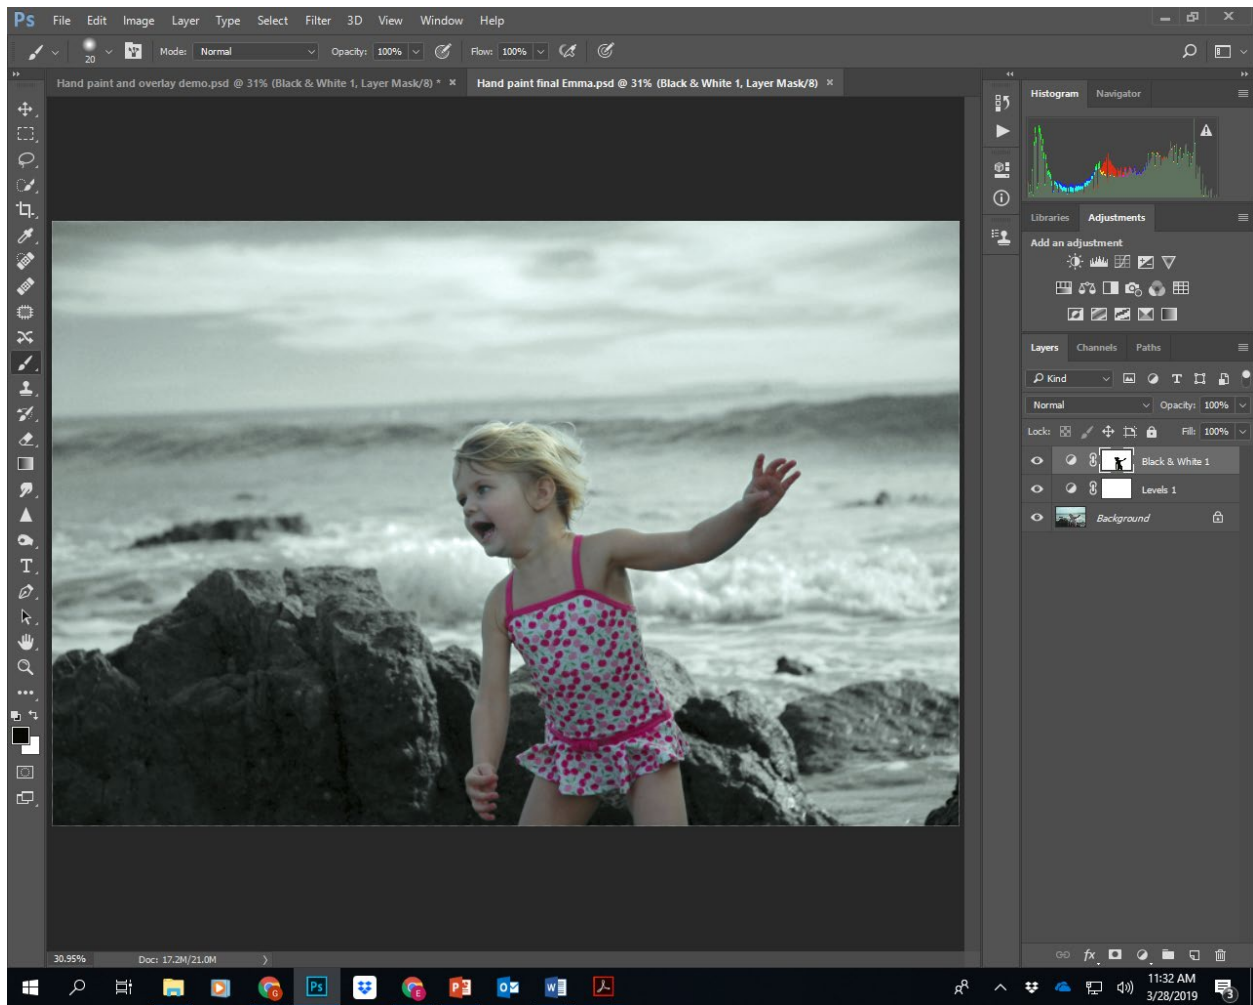 Ps File Edit Image Layer Type Select Filter 3D View Window Help
20 Mode: Normal Opacity: 100% Flow: 100%
Hand paint and overlay demo.psd @ 31% (Black & White 1, Layer Mask/8) * × Hand paint final Emma.psd @ 31% (Black & White 1, Layer Mask/8) ×
Histogram Navigator
Libraries Adjustments
Add an adjustment
Layers Channels Paths
Kind
Normal Opacity: 100%
Lock: Fill: 100%
Black & White 1
Levels 1
Background
30.95% Doc: 17.2M/21.0M
11:32 AM
3/28/2019
3